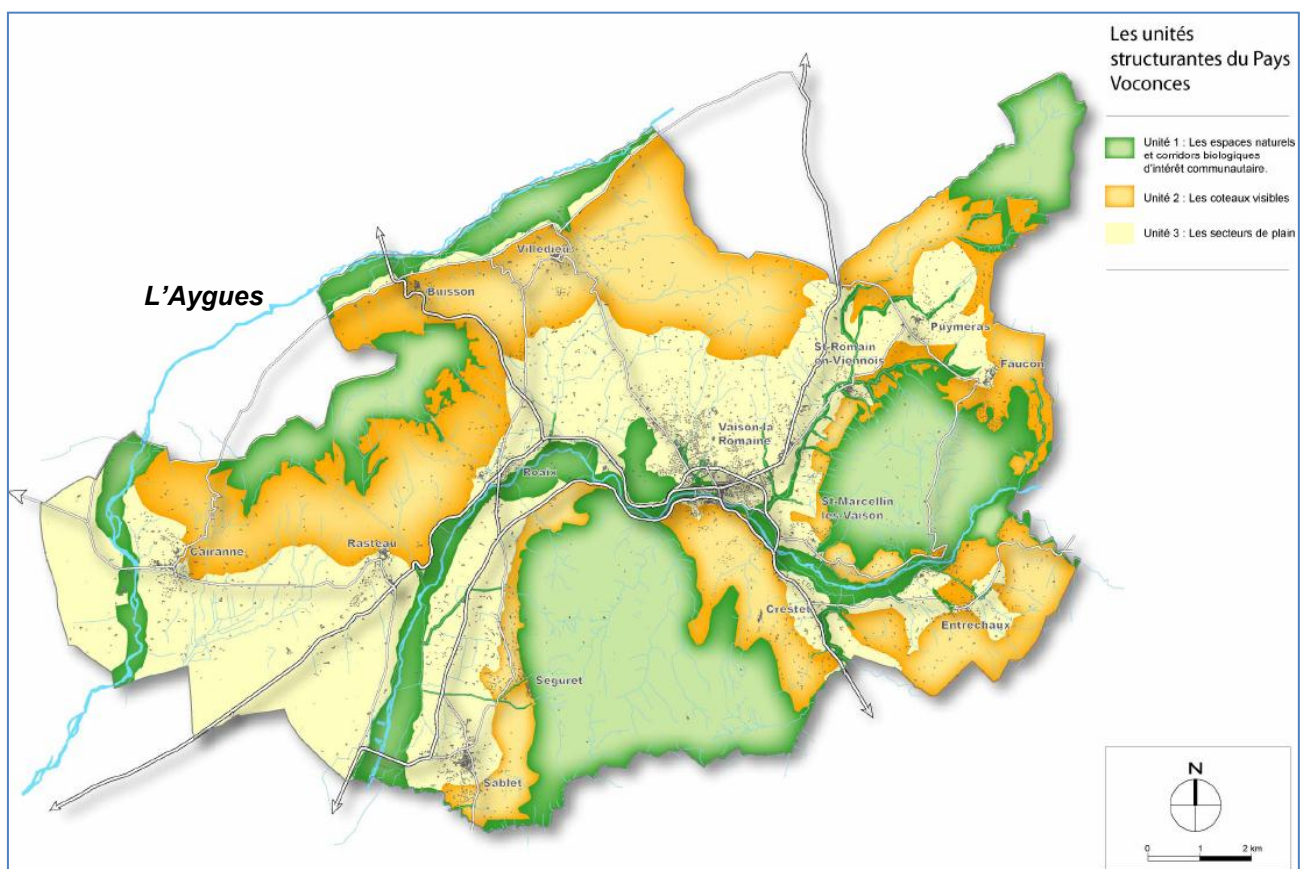 Les unités
structurantes du Pays
Voconces
Unité 1 : Les espaces naturels
et corridors biologiques
d'intérêt communautaire.
Unité 2 : Les coteaux visibles
Unité 3 : Les secteurs de plain
L'Aygues
Villedieu
Buisson
Puymeras
St-Romain
en-Viennois
Faucon
Vaison-la
Romaine
Roaix
St-Marcellin
les-Vaison
Cairanne
Rasteau
Crestet
Entrechaux
Seguret
Sablet
N
0 1 2 km